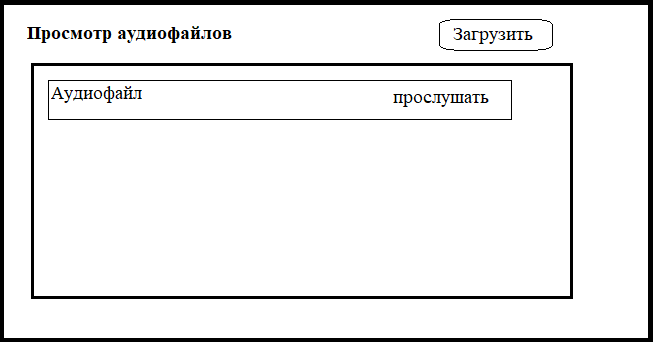 Просмотр аудиофайлов
Загрузить
Аудиофайл
прослушать